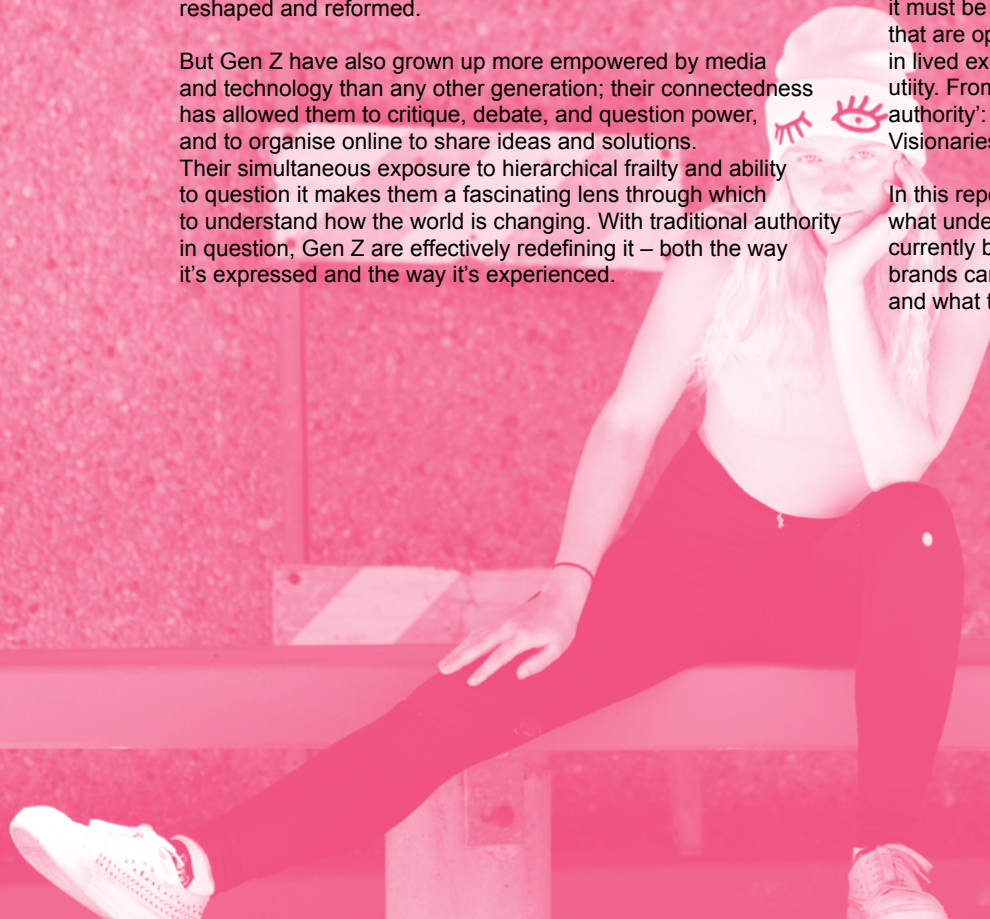 reshaped and reformed.
But Gen Z have also grown up more empowered by media
and technology than any other generation; their connectedness
has allowed them to critique, debate, and question power,
and to organise online to share ideas and solutions.
Their simultaneous exposure to hierarchical frailty and ability
to question it makes them a fascinating lens through which
to understand how the world is changing. With traditional authority
in question, Gen Z are effectively redefining it – both the way
it’s expressed and the way it’s experienced.
it must be
that are
in lived
utiity. From
authority’:
Visionaries
In this
what
currently
brands
and what